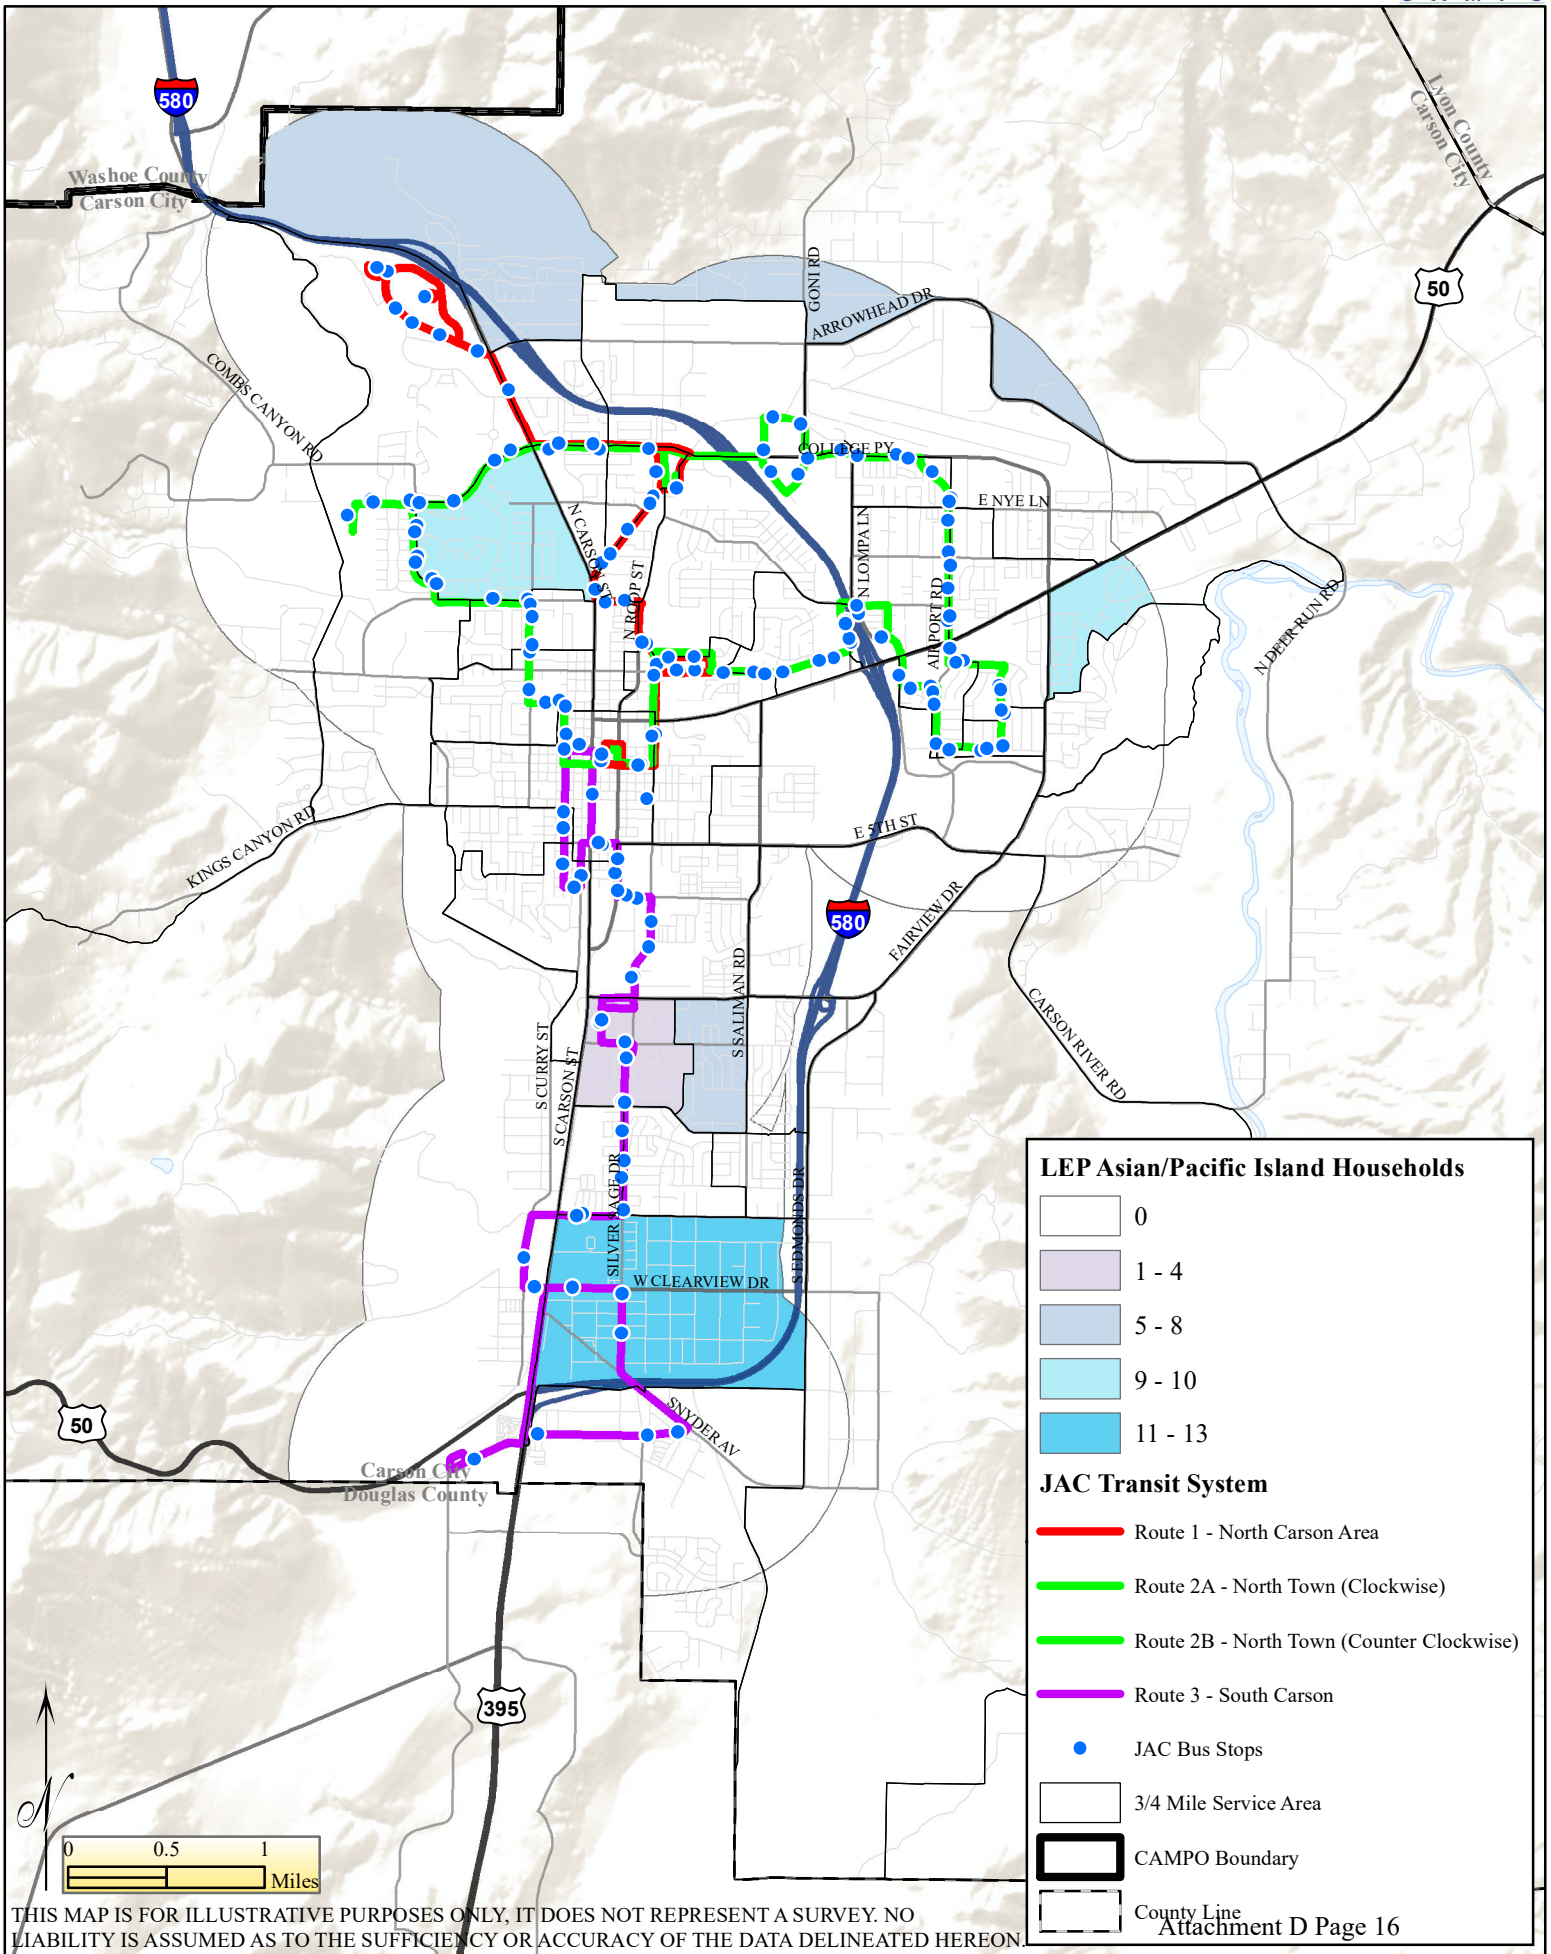 580
Lyon County
Carson City
Washoe County
Carson City
50
GONI RD
ARROWHEAD DR
COMBS CANYON RD
COLLEGE PY
E NYE LN
N CARSON ST
N LOMPA LN
N ROOP ST
AIRPORT RD
N DEER RUN RD
KINGS CANYON RD
E 5TH ST
580
FAIRVIEW DR
S SALIMAN RD
CARSON RIVER RD
S CURRY ST
S CARSON ST
SILVER SAGE DR
S EDMONDS DR
W CLEARVIEW DR
SNYDER AV
50
Carson City
Douglas County
395
LEP Asian/Pacific Island Households
0
1 - 4
5 - 8
9 - 10
11 - 13
JAC Transit System
Route 1 - North Carson Area
Route 2A - North Town (Clockwise)
Route 2B - North Town (Counter Clockwise)
Route 3 - South Carson
JAC Bus Stops
3/4 Mile Service Area
CAMPO Boundary
County Line
Attachment D Page 16
N
0 0.5 1
Miles
THIS MAP IS FOR ILLUSTRATIVE PURPOSES ONLY, IT DOES NOT REPRESENT A SURVEY. NO
LIABILITY IS ASSUMED AS TO THE SUFFICIENCY OR ACCURACY OF THE DATA DELINEATED HEREON.